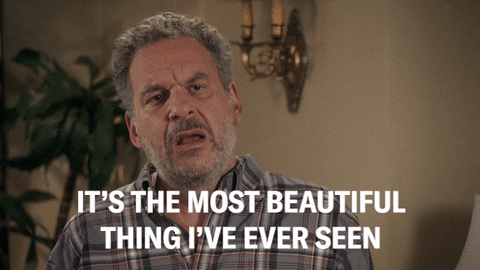 IT'S THE MOST BEAUTIFUL
THING I'VE EVER SEEN